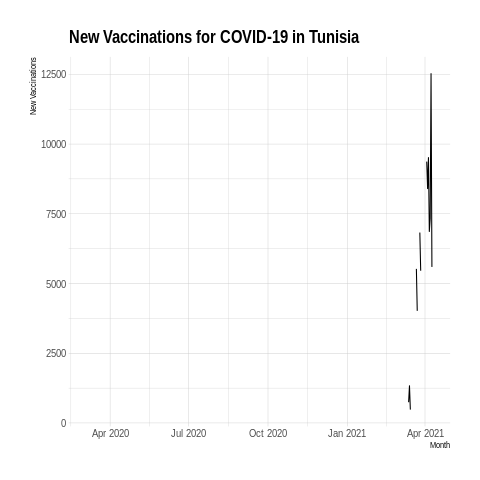 New Vaccinations for COVID-19 in Tunisia
New Vaccinations
12500
10000
7500
5000
2500
0
Apr 2020 Jul 2020 Oct 2020 Jan 2021 Apr 2021
Month